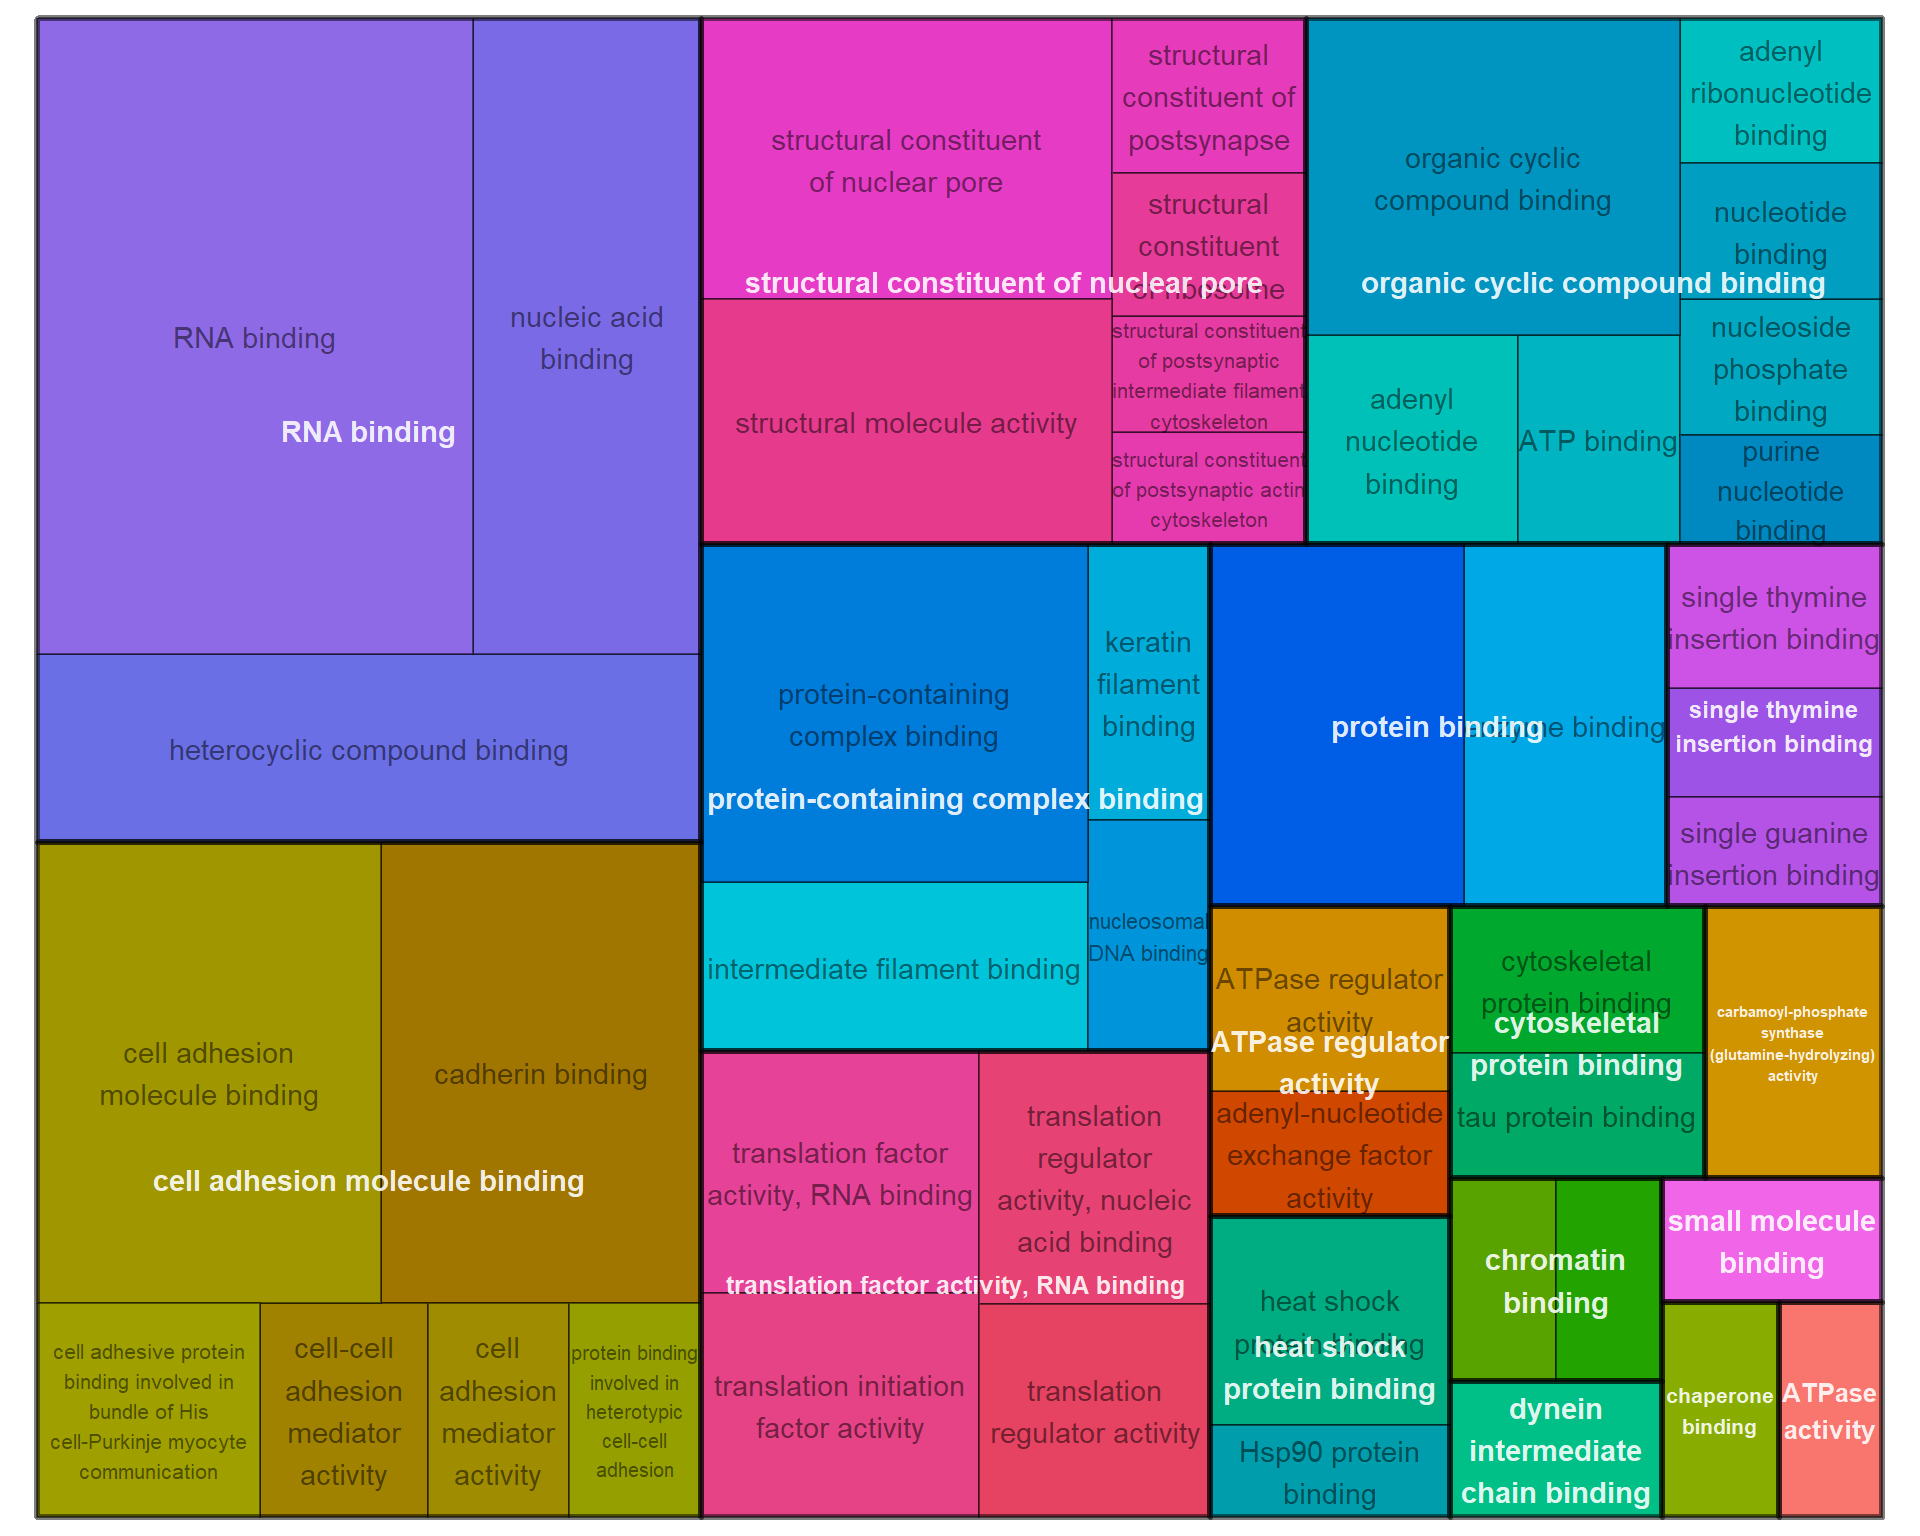 RNA binding
nucleic acid
binding
RNA binding
heterocyclic compound binding
structural constituent
of nuclear pore
structural
constituent of
postsynapse
structural
constituent
of ribosome
structural constituent of nuclear pore
structural molecule activity
structural constituent
of postsynaptic
intermediate filament
cytoskeleton
structural constituent
of postsynaptic actin
cytoskeleton
organic cyclic
compound binding
adenyl
ribonucleotide
binding
nucleotide
binding
organic cyclic compound binding
nucleoside
phosphate
binding
adenyl
nucleotide
binding
ATP binding
purine
nucleotide
binding
protein-containing
complex binding
keratin
filament
binding
protein-containing complex binding
intermediate filament binding
nucleosomal
DNA binding
protein binding
enzyme binding
single thymine
insertion binding
single thymine
insertion binding
single guanine
insertion binding
cell adhesion
molecule binding
cadherin binding
cell adhesion molecule binding
cell adhesive protein
binding involved in
bundle of His
cell-Purkinje myocyte
communication
cell-cell
adhesion
mediator
activity
cell
adhesion
mediator
activity
protein binding
involved in
heterotypic
cell-cell
adhesion
translation factor
activity, RNA binding
translation
regulator
activity, nucleic
acid binding
translation factor activity, RNA binding
translation initiation
factor activity
translation
regulator activity
ATPase regulator
activity
ATPase regulator
activity
adenyl-nucleotide
exchange factor
activity
cytoskeletal
protein binding
cytoskeletal
protein binding
tau protein binding
carbamoyl-phosphate
synthase
(glutamine-hydrolyzing)
activity
heat shock
protein binding
heat shock
protein binding
Hsp90 protein
binding
chromatin
binding
small molecule
binding
dynein
intermediate
chain binding
chaperone
binding
ATPase
activity